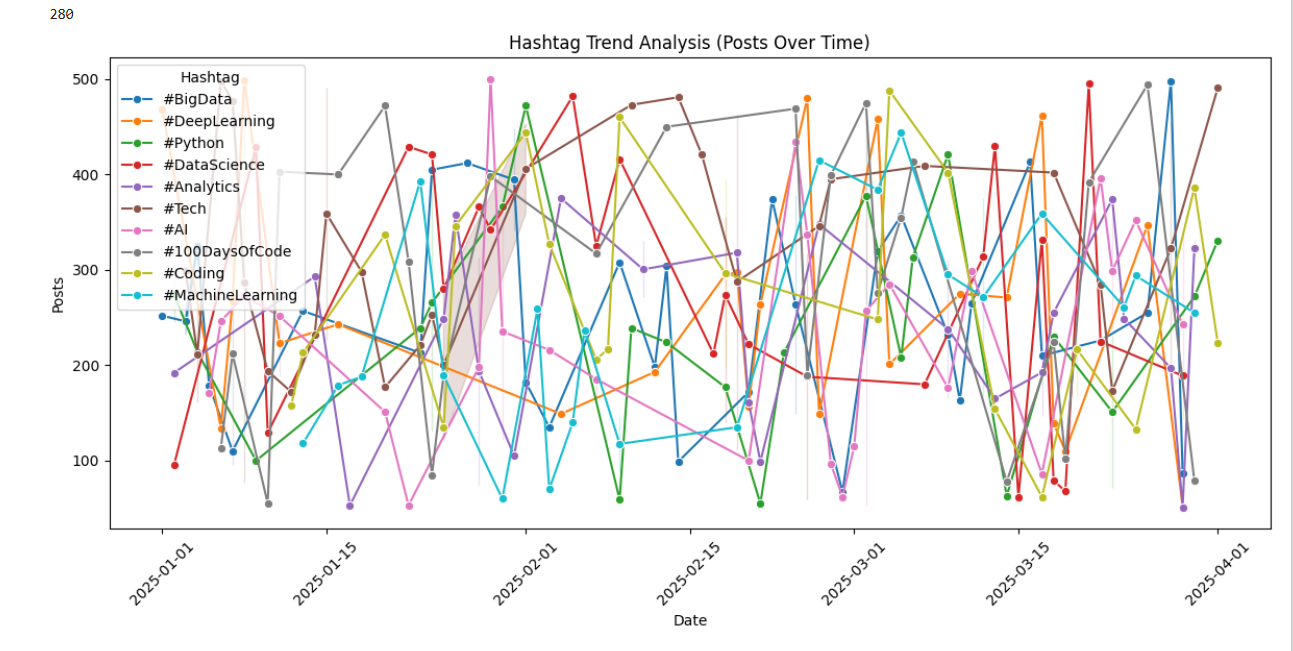 280
Hashtag Trend Analysis (Posts Over Time)
Hashtag
#BigData
#DeepLearning
#Python
#DataScience
#Analytics
#Tech
#AI
#100DaysOfCode
#Coding
#MachineLearning
500
400
300
200
100
Posts
2025-01-01
2025-01-15
2025-02-01
2025-02-15
2025-03-01
2025-03-15
2025-04-01
Date